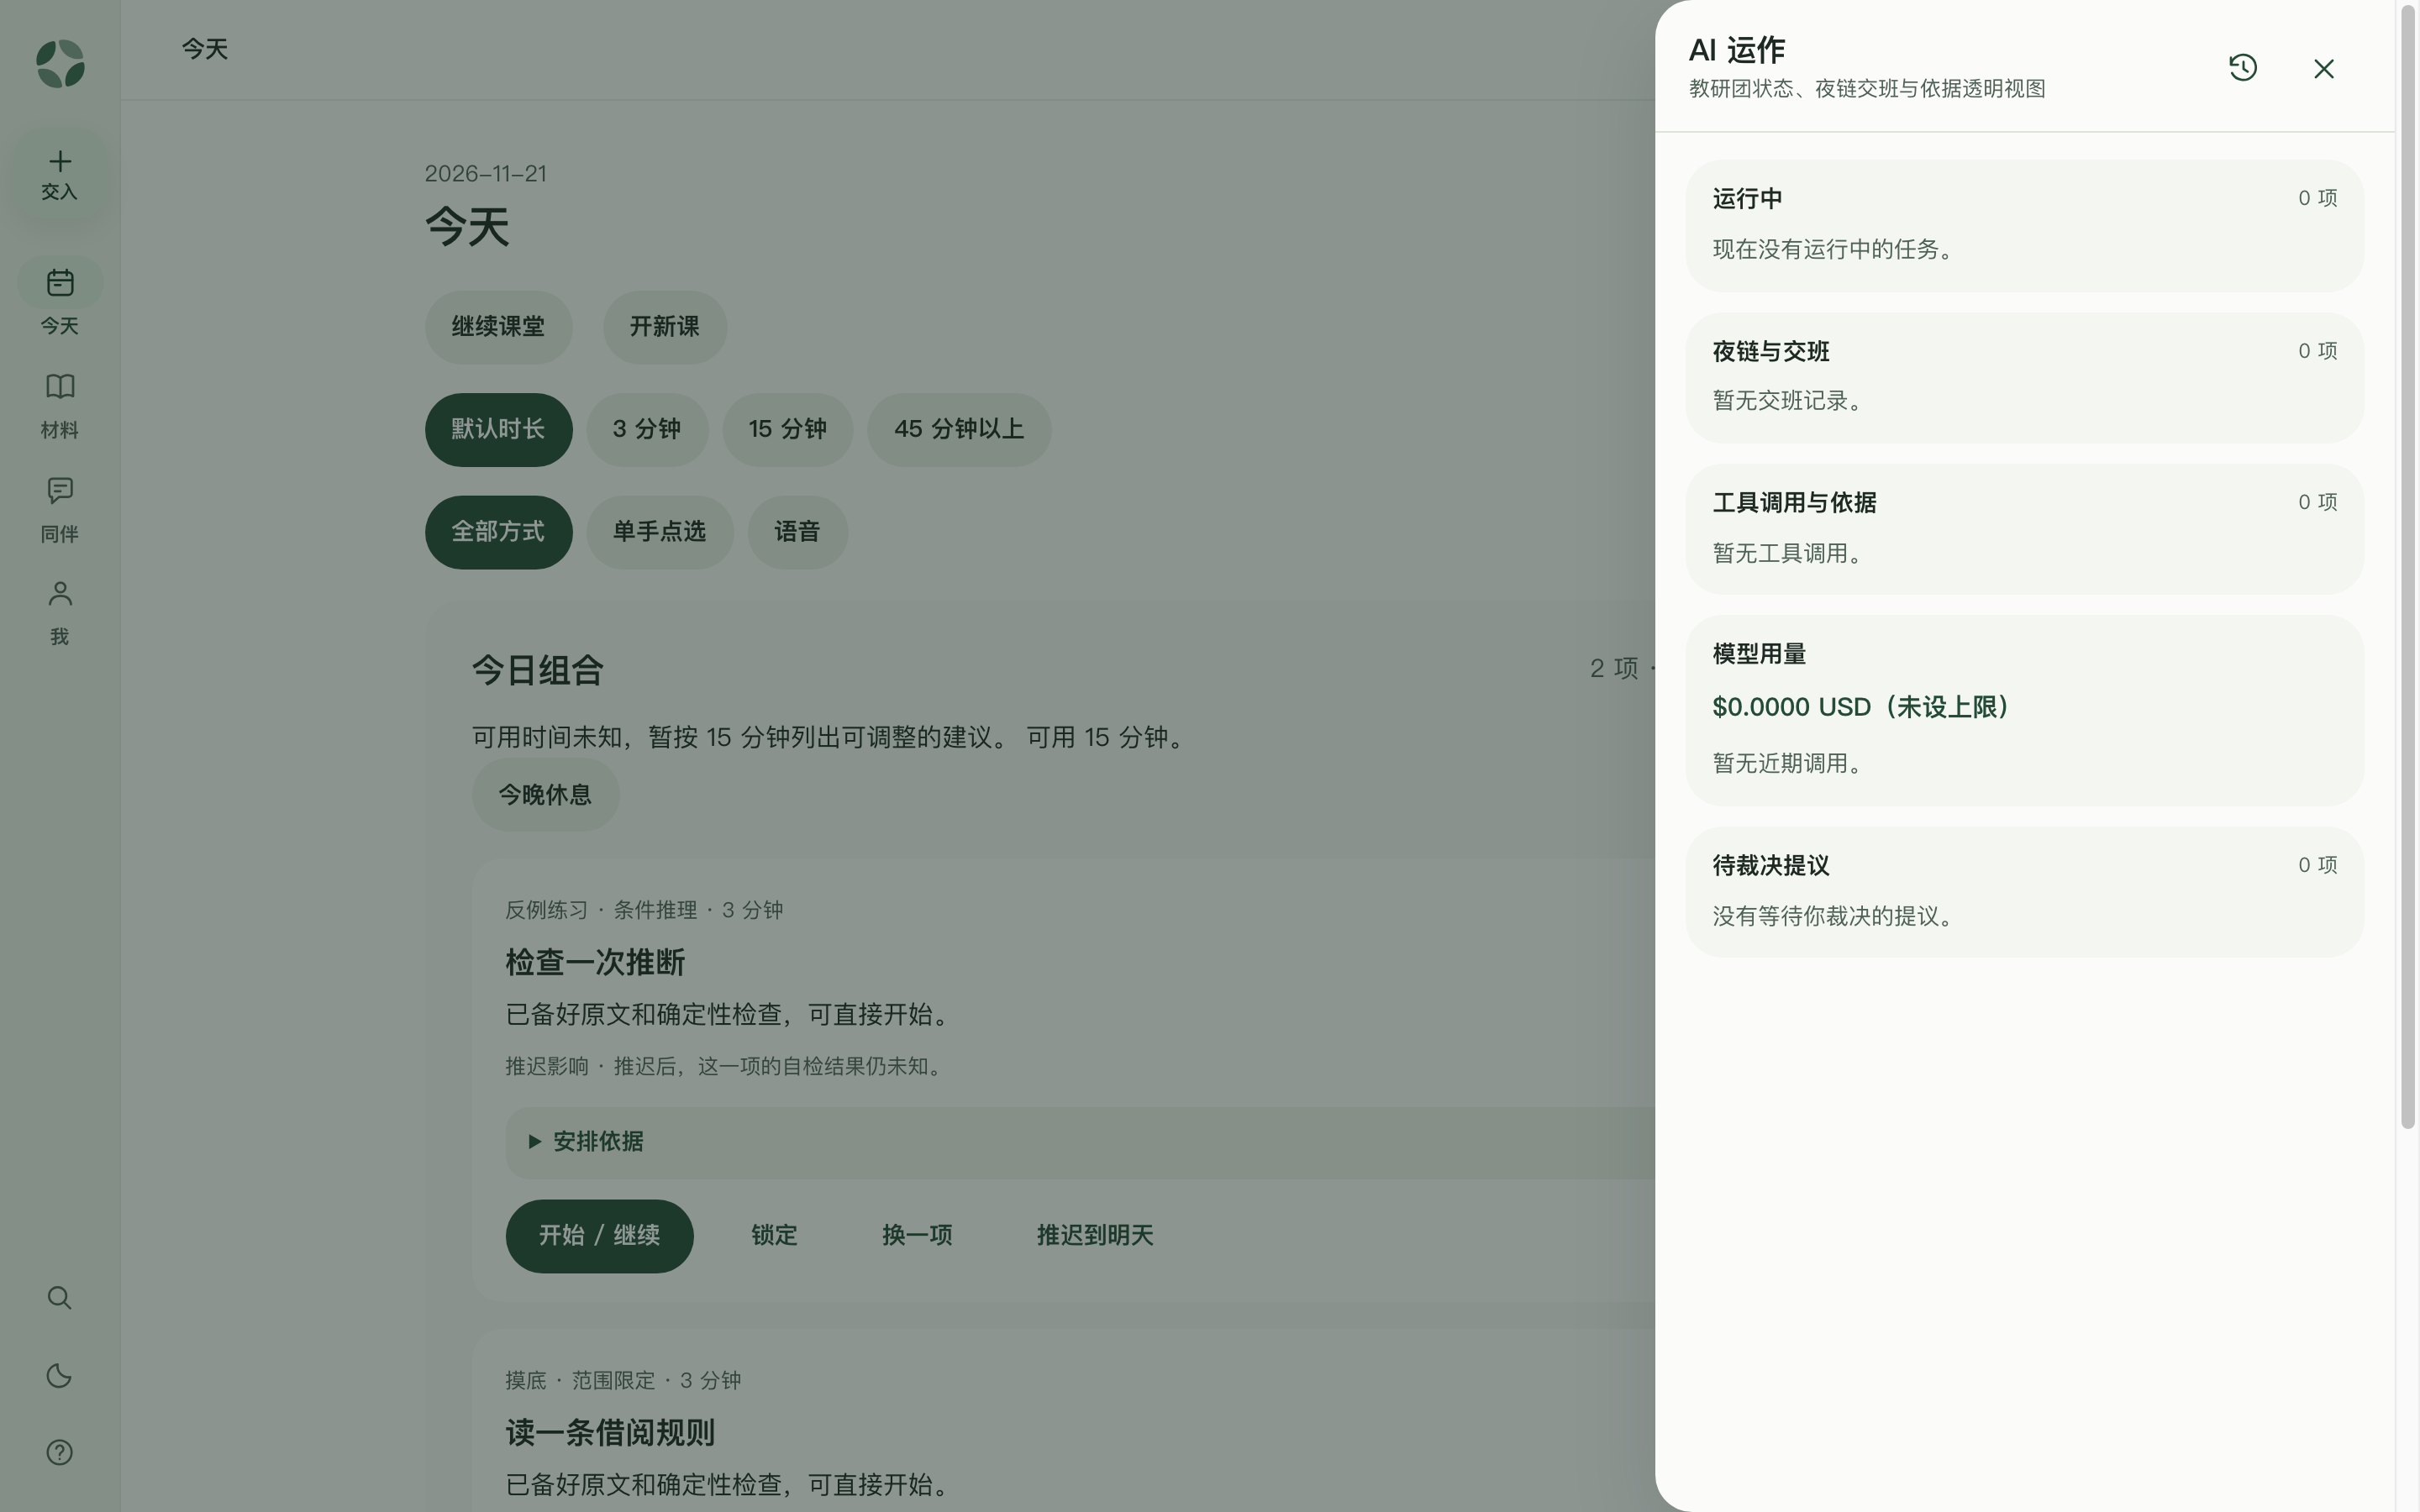 今天
交入
今天
材料
同伴
我
2026–11–21
今天
继续课堂 开新课
默认时长 3 分钟 15 分钟 45 分钟以上
全部方式 单手点选 语音
今日组合 2 项 ·
可用时间未知，暂按 15 分钟列出可调整的建议。 可用 15 分钟。
今晚休息
反例练习 · 条件推理 · 3 分钟
检查一次推断
已备好原文和确定性检查，可直接开始。
推迟影响 · 推迟后，这一项的自检结果仍未知。
▶ 安排依据
开始 / 继续 锁定 换一项 推迟到明天
摸底 · 范围限定 · 3 分钟
读一条借阅规则
已备好原文和确定性检查，可直接开始。
AI 运作
教研团状态、夜链交班与依据透明视图
运行中 0 项
现在没有运行中的任务。
夜链与交班 0 项
暂无交班记录。
工具调用与依据 0 项
暂无工具调用。
模型用量
$0.0000 USD（未设上限）
暂无近期调用。
待裁决提议 0 项
没有等待你裁决的提议。